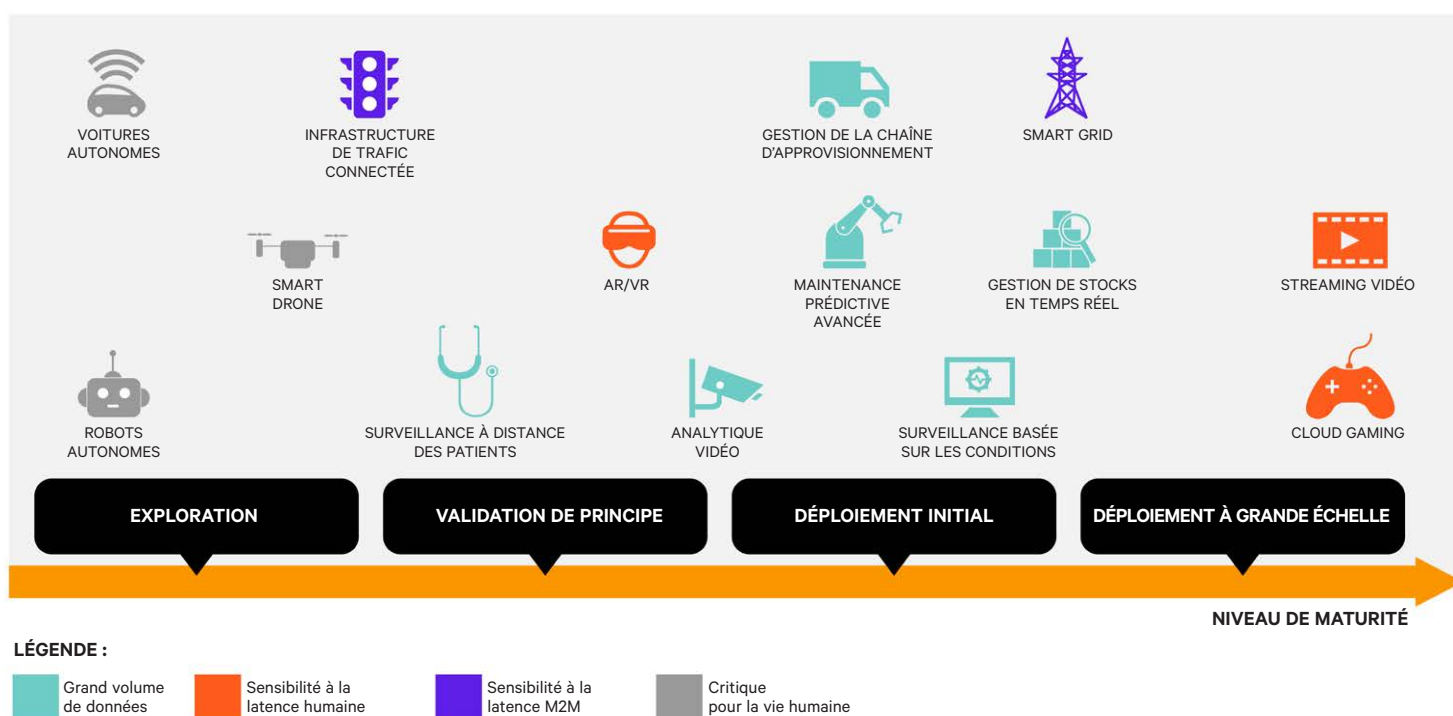 VOITURES
AUTONOMES
INFRASTRUCTURE
DE TRAFIC
CONNECTÉE
GESTION DE LA CHAÎNE
D'APPROVISIONNEMENT
SMART GRID
SMART
DRONE
AR/VR
MAINTENANCE
PRÉDICTIVE
AVANCÉE
GESTION DE STOCKS
EN TEMPS RÉEL
STREAMING VIDÉO
ROBOTS
AUTONOMES
SURVEILLANCE À DISTANCE
DES PATIENTS
ANALYTIQUE
VIDÉO
SURVEILLANCE BASÉE
SUR LES CONDITIONS
CLOUD GAMING
EXPLORATION
VALIDATION DE PRINCIPE
DÉPLOIEMENT INITIAL
DÉPLOIEMENT À GRANDE ÉCHELLE
NIVEAU DE MATURITÉ
LÉGENDE :
Grand volume
de données
Sensibilité à la
latence humaine
Sensibilité à la
latence M2M
Critique
pour la vie humaine